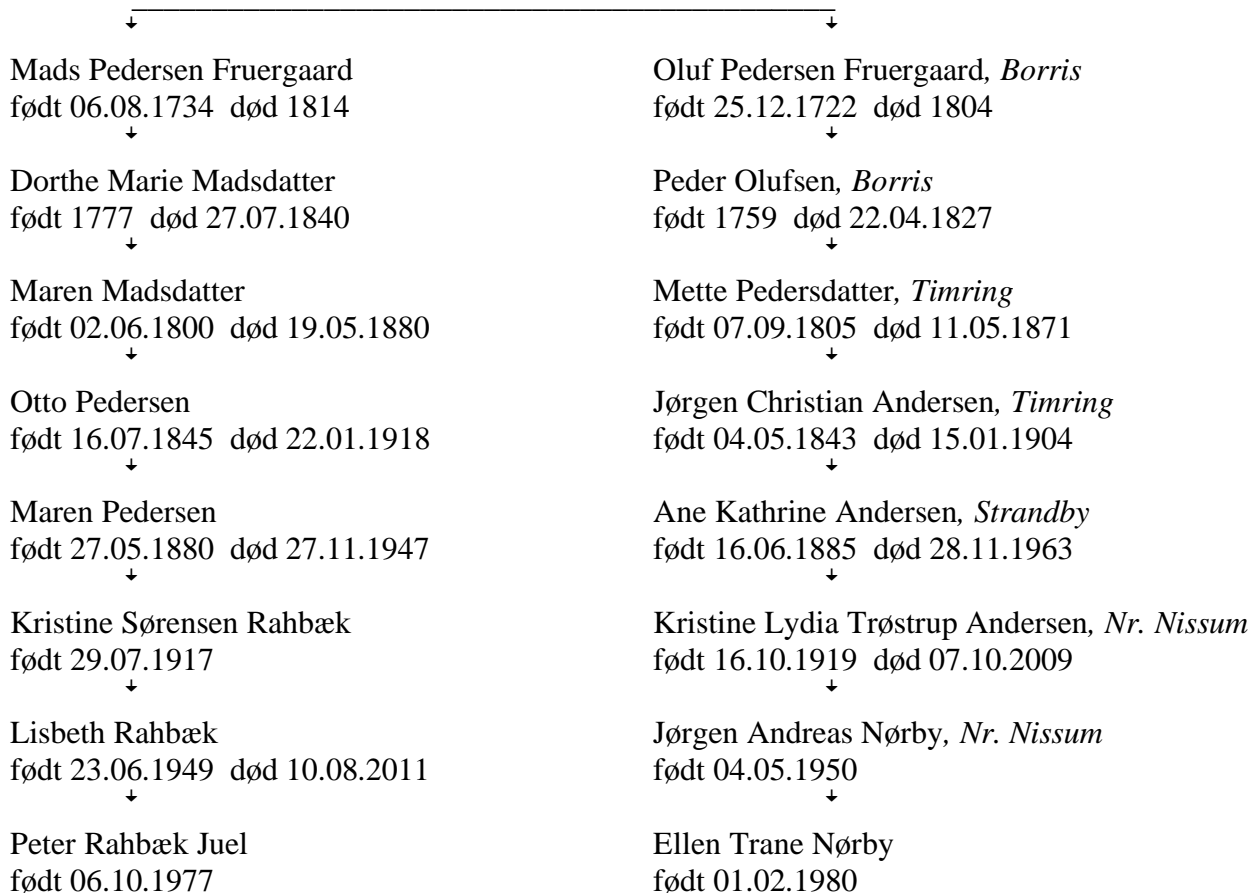 Mads Pedersen Fruergaard
født 06.08.1734 død 1814
Oluf Pedersen Fruergaard, Borris
født 25.12.1722 død 1804
Dorthe Marie Madsdatter
født 1777 død 27.07.1840
Peder Olufsen, Borris
født 1759 død 22.04.1827
Maren Madsdatter
født 02.06.1800 død 19.05.1880
Mette Pedersdatter, Timring
født 07.09.1805 død 11.05.1871
Otto Pedersen
født 16.07.1845 død 22.01.1918
Jørgen Christian Andersen, Timring
født 04.05.1843 død 15.01.1904
Maren Pedersen
født 27.05.1880 død 27.11.1947
Ane Kathrine Andersen, Strandby
født 16.06.1885 død 28.11.1963
Kristine Sørensen Rahbæk
født 29.07.1917
Kristine Lydia Trøstrup Andersen, Nr. Nissum
født 16.10.1919 død 07.10.2009
Lisbeth Rahbæk
født 23.06.1949 død 10.08.2011
Jørgen Andreas Nørby, Nr. Nissum
født 04.05.1950
Peter Rahbæk Juel
født 06.10.1977
Ellen Trane Nørby
født 01.02.1980